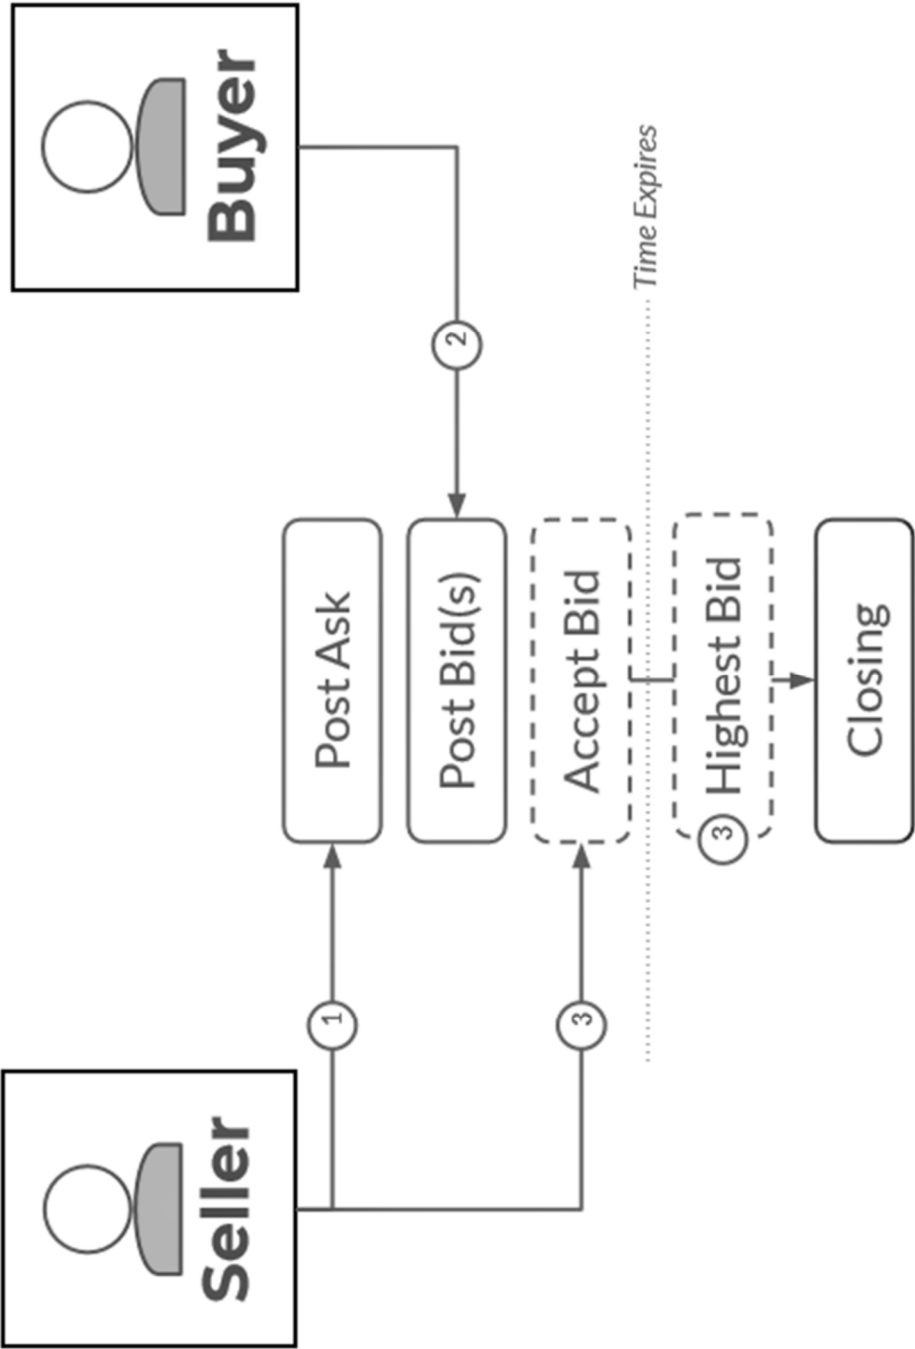 Seller
Buyer
1
Post Ask
2
Post Bid(s)
3
Accept Bid
Time Expires
3
Highest Bid
Closing